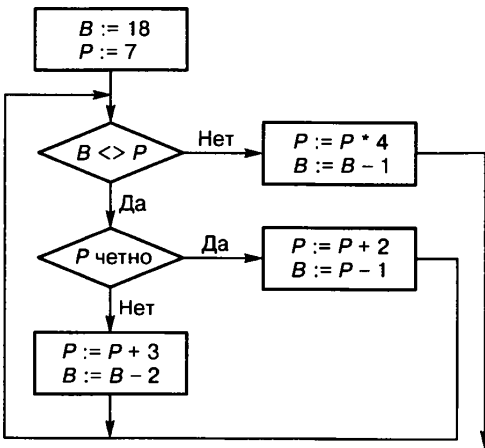 B := 18
P := 7
B <> P
Нет
P := P * 4
B := B – 1
Да
P четно
Да
P := P + 2
B := P – 1
Нет
P := P + 3
B := B – 2